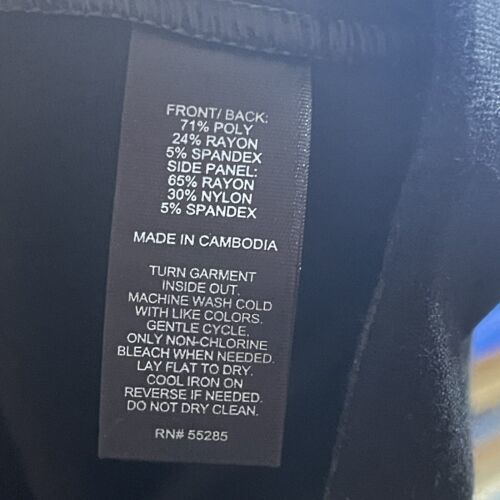 FRONT/ BACK:
71% POLY
24% RAYON
5% SPANDEX
SIDE PANEL:
65% RAYON
30% NYLON
5% SPANDEX
MADE IN CAMBODIA
TURN GARMENT
INSIDE OUT.
MACHINE WASH COLD
WITH LIKE COLORS.
GENTLE CYCLE.
ONLY NON-CHLORINE
BLEACH WHEN NEEDED.
LAY FLAT TO DRY.
COOL IRON ON
REVERSE IF NEEDED.
DO NOT DRY CLEAN.
RN# 55285